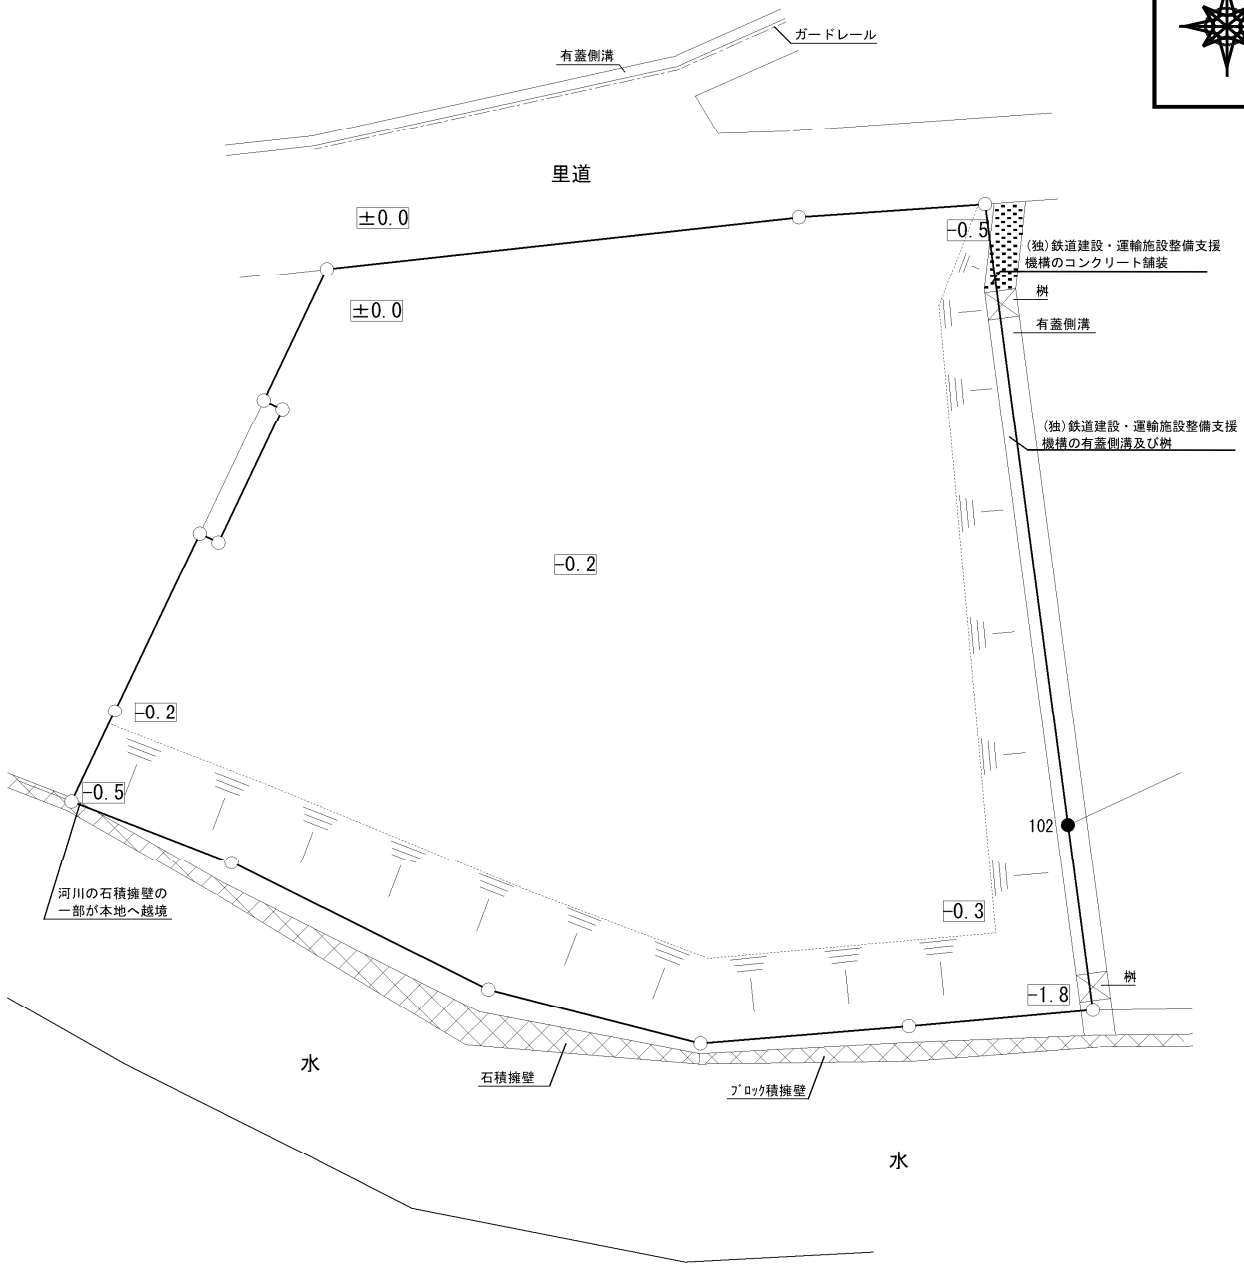 ガードレール
有蓋側溝
里道
±0.0
-0.5
(独)鉄道建設・運輸施設整備支援
機構のコンクリート舗装
±0.0
桝
有蓋側溝
(独)鉄道建設・運輸施設整備支援
機構の有蓋側溝及び桝
-0.2
-0.2
-0.5
102
河川の石積擁壁の
一部が本地へ越境
-0.3
桝
-1.8
水
石積擁壁
ブロック積擁壁
水